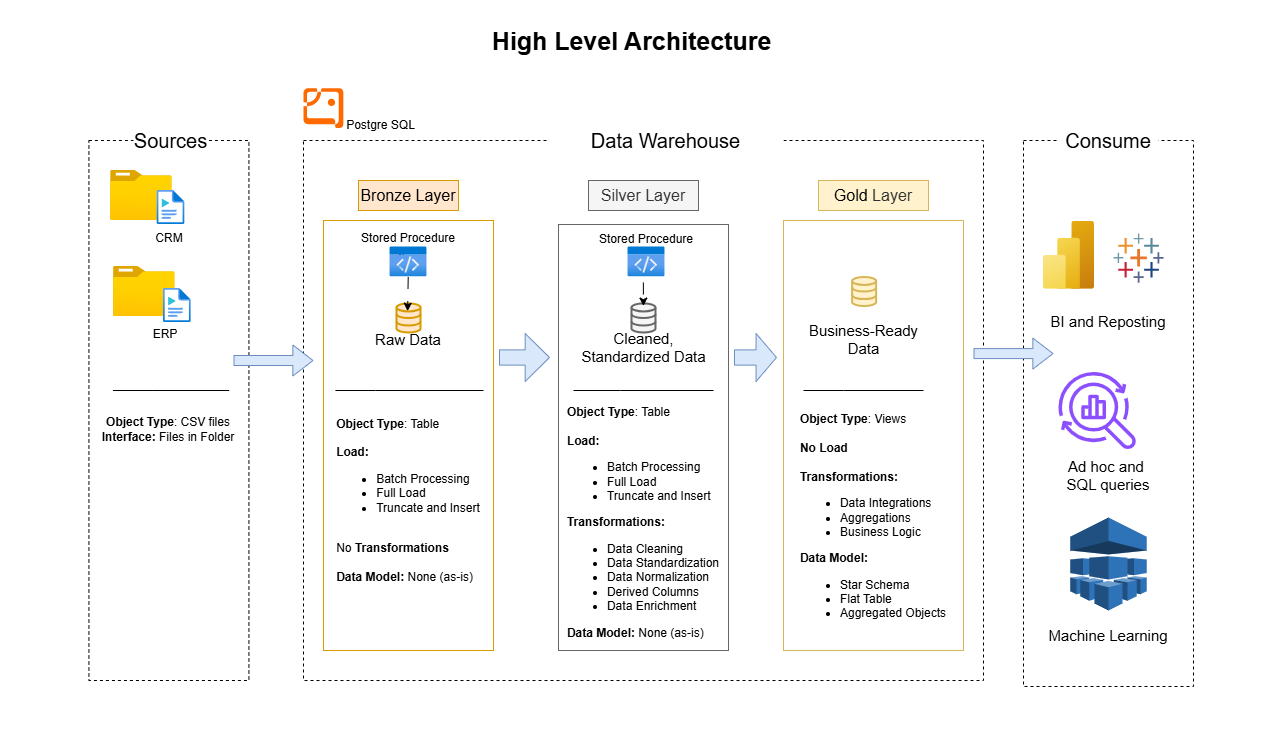 High Level Architecture
Postgre SQL
Sources
CRM
ERP
Object Type: CSV files
Interface: Files in Folder
Data Warehouse
Bronze Layer
Stored Procedure
Raw Data
Object Type: Table
Load:
Batch Processing
Full Load
Truncate and Insert
No Transformations
Data Model: None (as-is)
Silver Layer
Stored Procedure
Cleaned,
Standardized Data
Object Type: Table
Load:
Batch Processing
Full Load
Truncate and Insert
Transformations:
Data Cleaning
Data Standardization
Data Normalization
Derived Columns
Data Enrichment
Data Model: None (as-is)
Gold Layer
Business-Ready
Data
Object Type: Views
No Load
Transformations:
Data Integrations
Aggregations
Business Logic
Data Model:
Star Schema
Flat Table
Aggregated Objects
Consume
BI and Reposting
Ad hoc and
SQL queries
Machine Learning